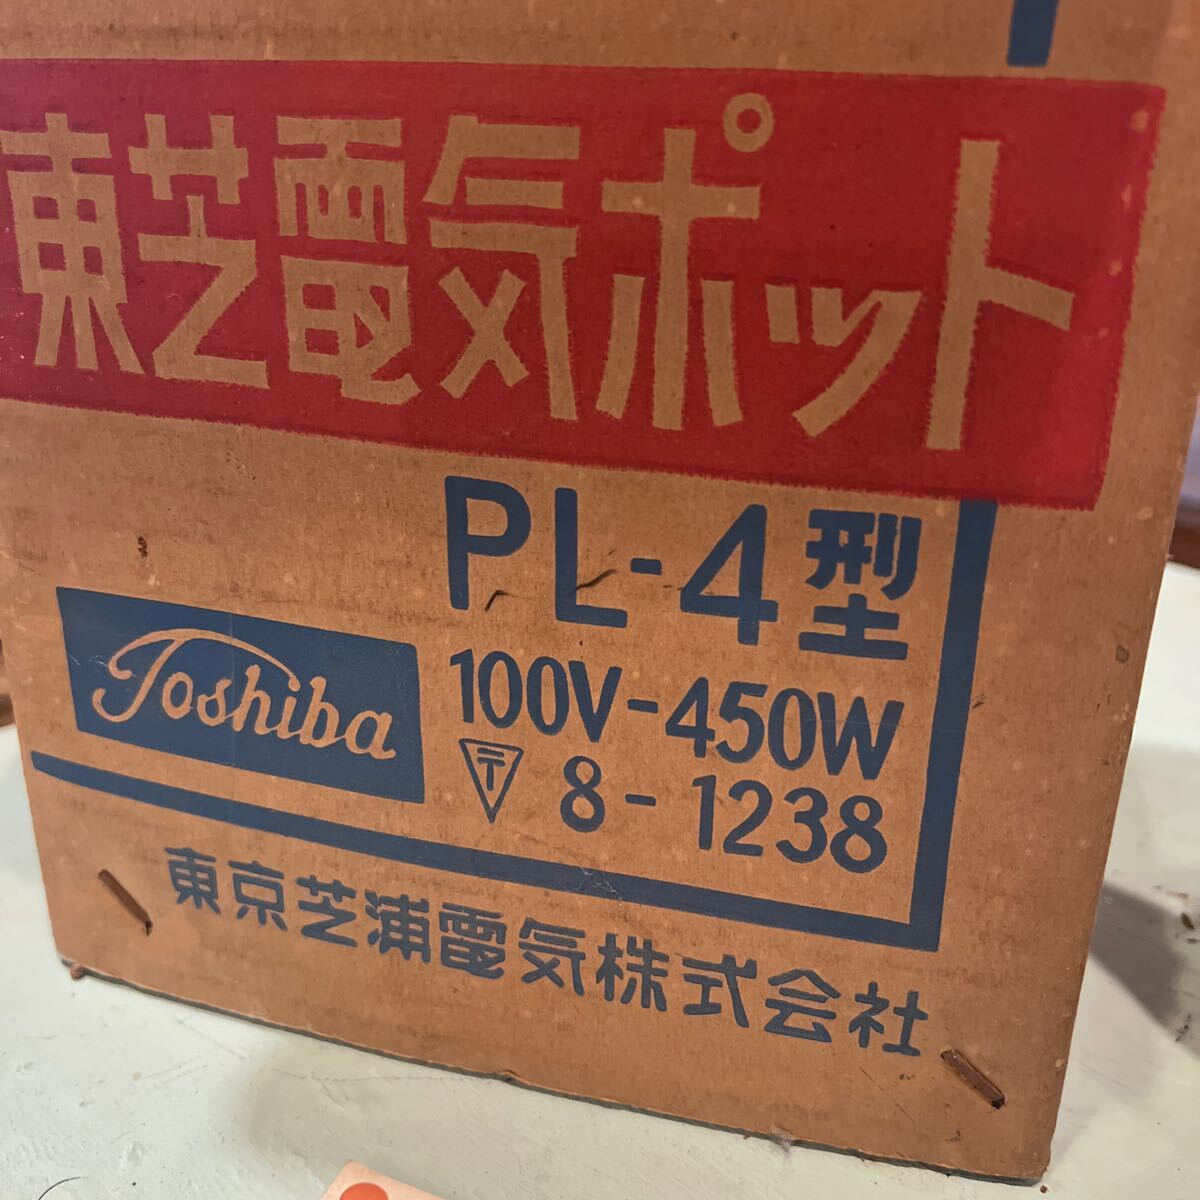 東芝電気ポット
PL-4型
Toshiba
100V-450W
〒 8-1238
東京芝浦電気株式会社